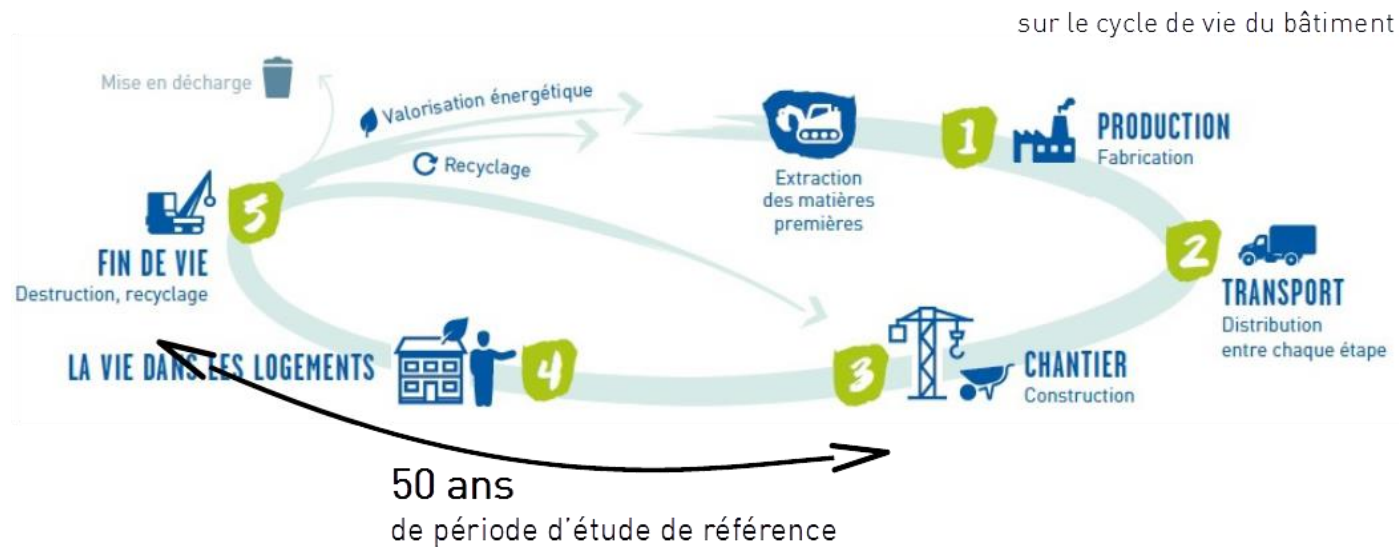 sur le cycle de vie du bâtiment
Mise en décharge
Valorisation énergétique
Recyclage
Extraction
des matières
premières
1
PRODUCTION
Fabrication
2
TRANSPORT
Distribution
entre chaque étape
3
CHANTIER
Construction
4
LA VIE DANS LES LOGEMENTS
5
FIN DE VIE
Destruction, recyclage
50 ans
de période d'étude de référence